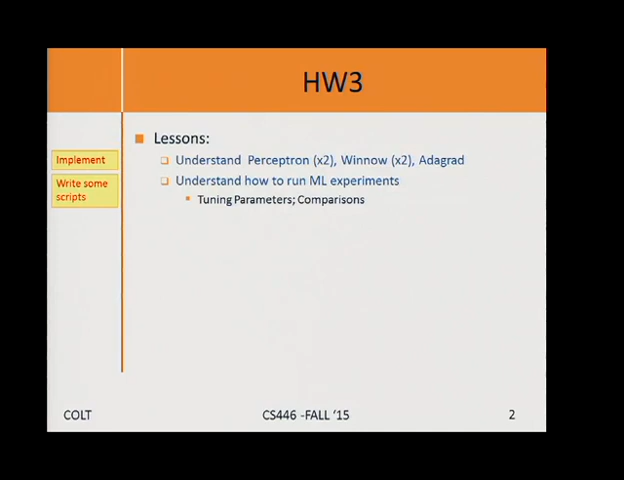 HW3
Lessons:
Implement
Understand Perceptron (x2), Winnow (x2), Adagrad
Write some
scripts
Understand how to run ML experiments
Tuning Parameters; Comparisons
COLT
CS446 -FALL ‘15
2